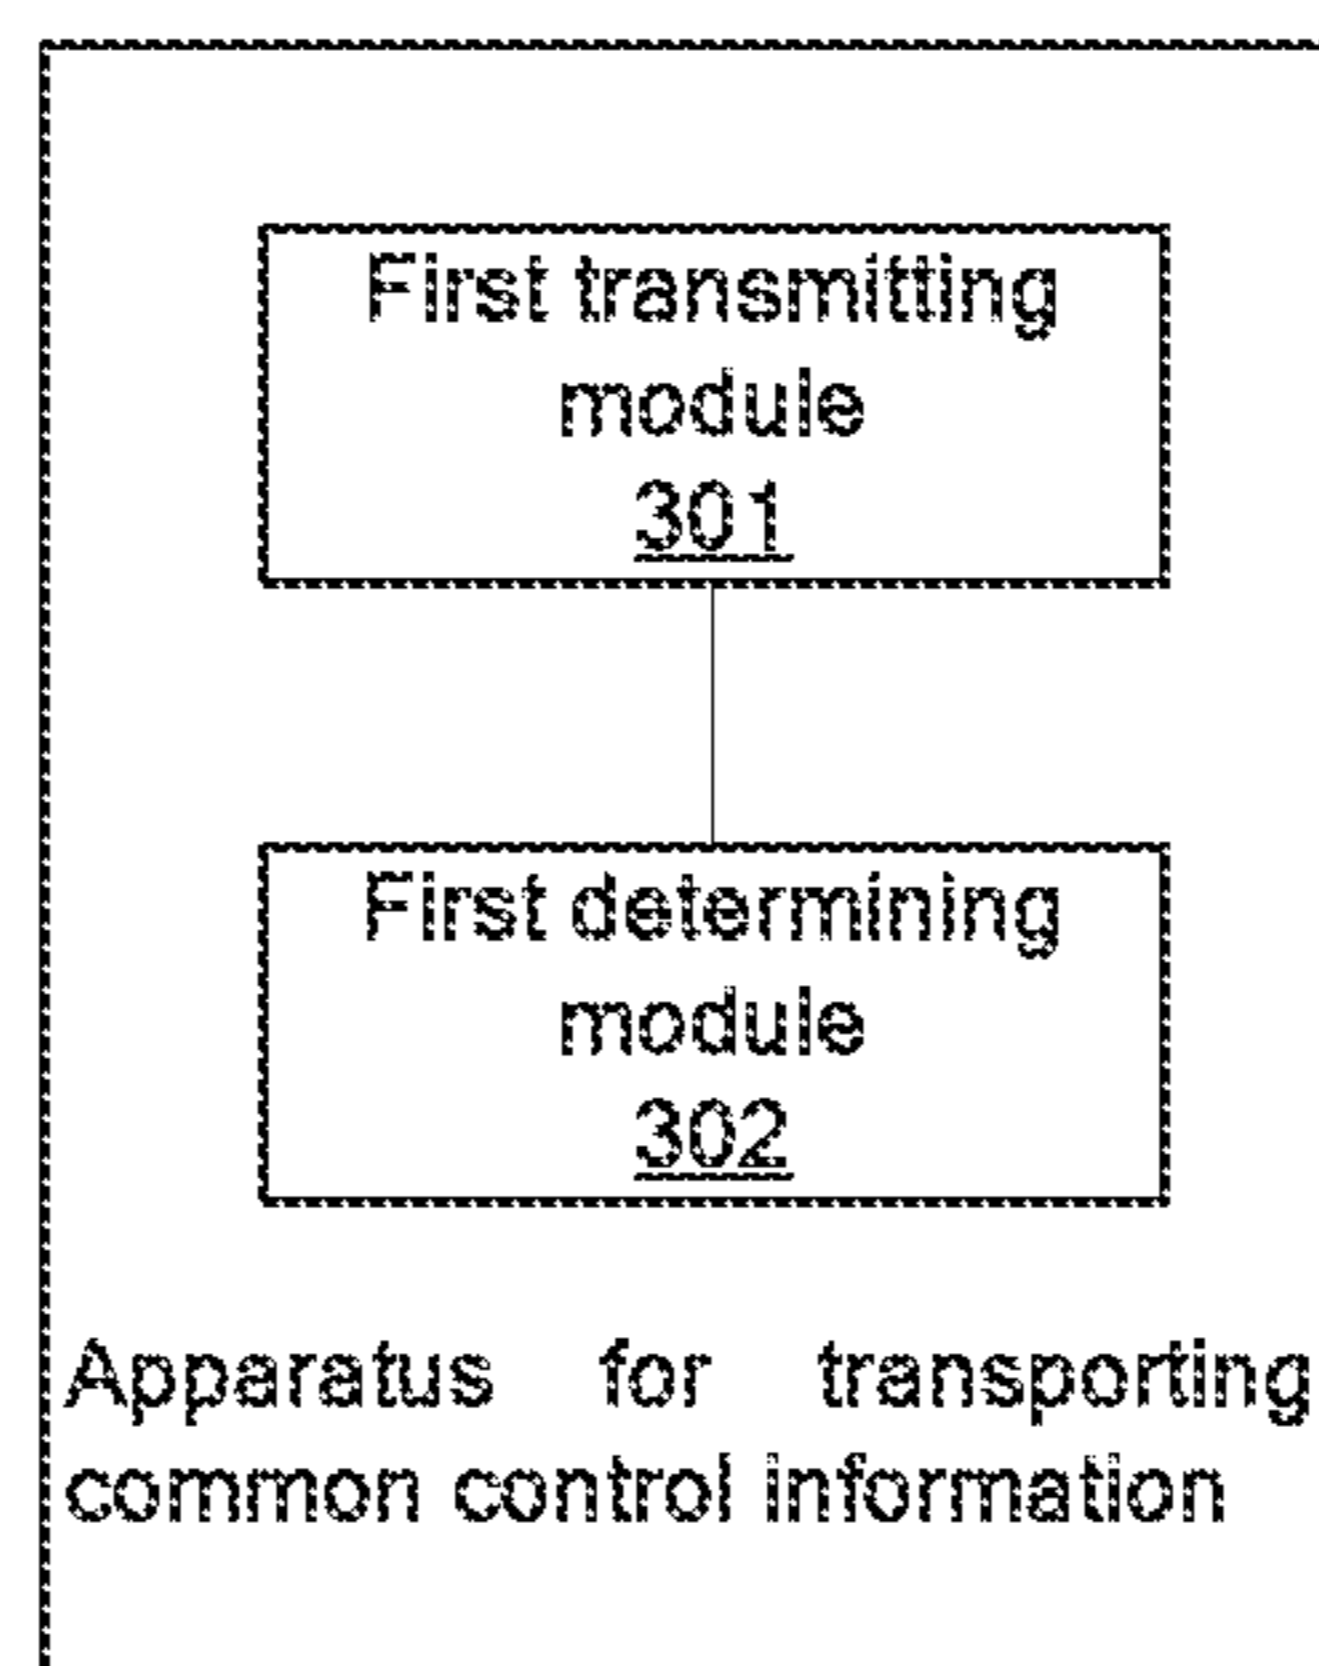 First transmitting
module
301
First determining
module
302
Apparatus for transporting
common control information